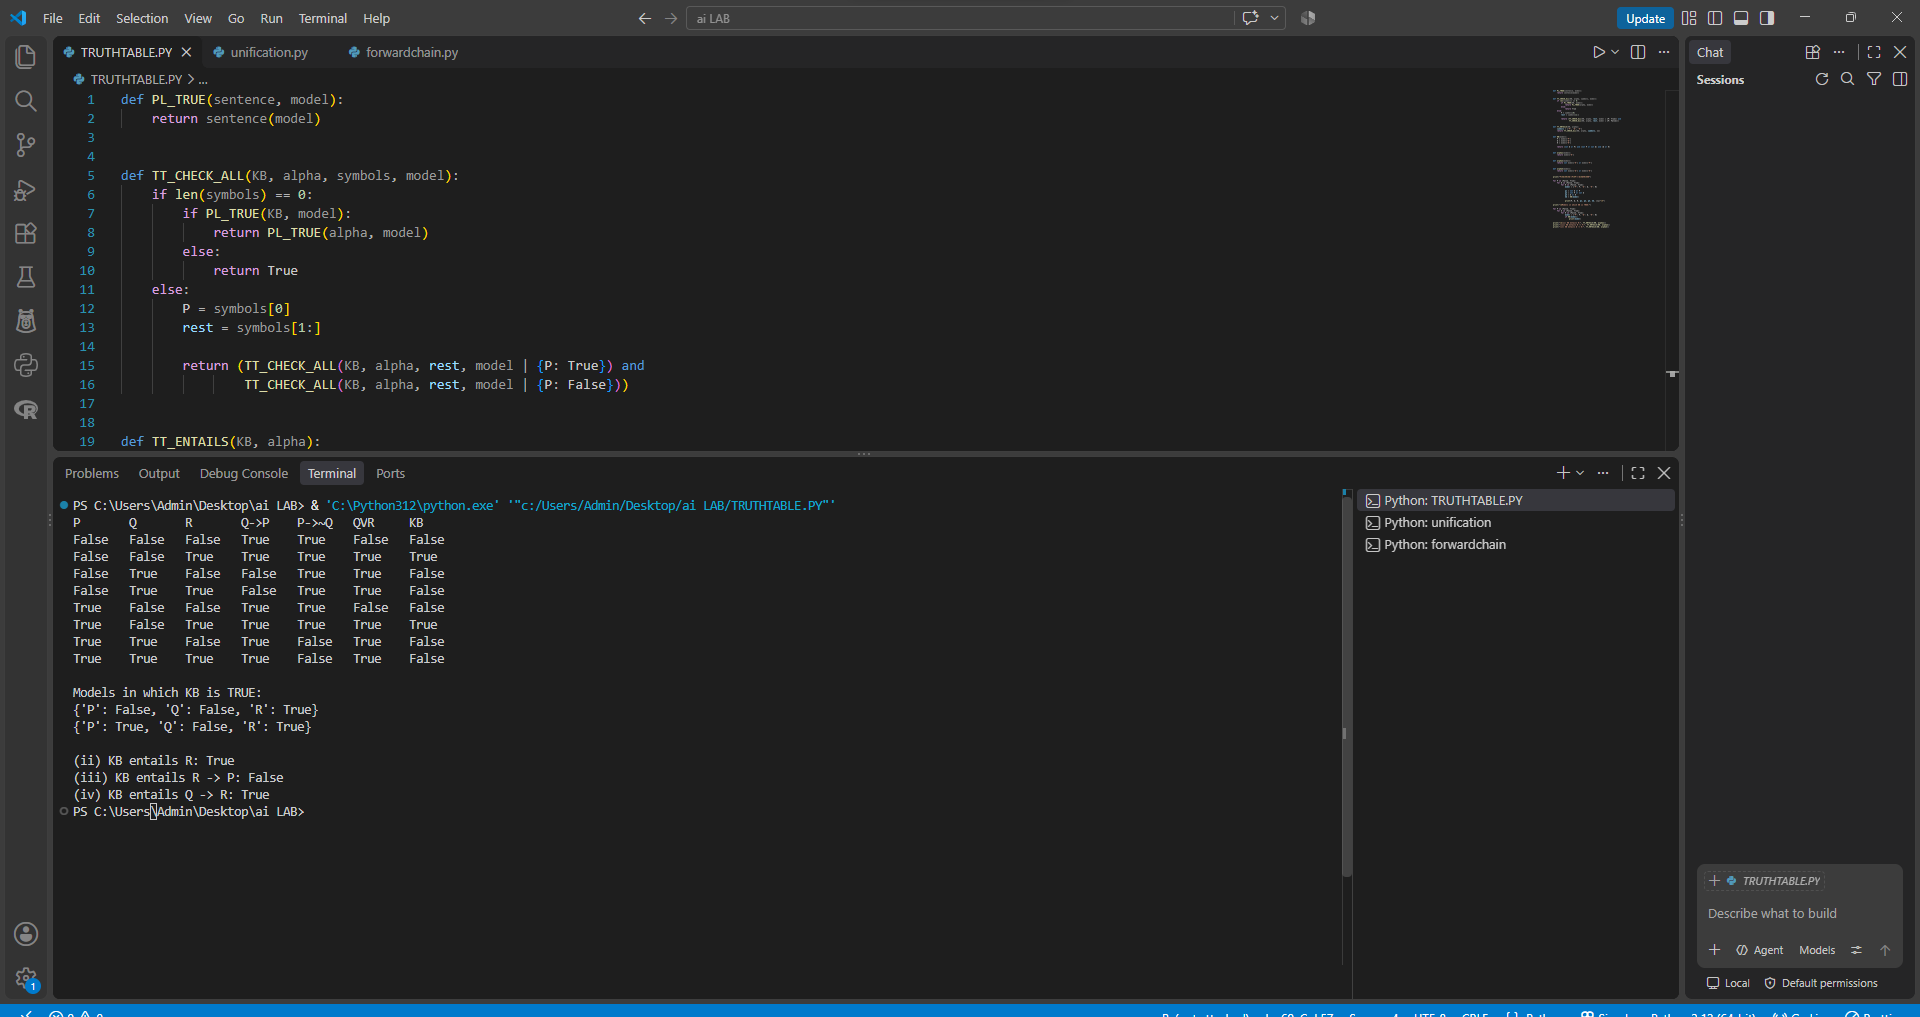 File Edit Selection View Go Run Terminal Help
ai LAB
Update
TRUTHTABLE.PY
unification.py
forwardchain.py
TRUTHTABLE.PY > ...
1 def PL_TRUE(sentence, model):
2 return sentence(model)
3
4
5 def TT_CHECK_ALL(KB, alpha, symbols, model):
6 if len(symbols) == 0:
7 if PL_TRUE(KB, model):
8 return PL_TRUE(alpha, model)
9 else:
10 return True
11 else:
12 P = symbols[0]
13 rest = symbols[1:]
14
15 return (TT_CHECK_ALL(KB, alpha, rest, model | {P: True}) and
16 TT_CHECK_ALL(KB, alpha, rest, model | {P: False}))
17
18
19 def TT_ENTAILS(KB, alpha):
Problems Output Debug Console Terminal Ports
PS C:\Users\Admin\Desktop\ai LAB> & 'C:\Python312\python.exe' '"c:/Users/Admin/Desktop/ai LAB/TRUTHTABLE.PY"'
P Q R Q->P P->~Q QVR KB
False False False True True False False
False False True True True True True
False True False False True True False
False True True False True True False
True False False True True False False
True False True True True True True
True True False True False True False
True True True True False True False
Models in which KB is TRUE:
{'P': False, 'Q': False, 'R': True}
{'P': True, 'Q': False, 'R': True}
(ii) KB entails R: True
(iii) KB entails R -> P: False
(iv) KB entails Q -> R: True
PS C:\Users\Admin\Desktop\ai LAB>
Python: TRUTHTABLE.PY
Python: unification
Python: forwardchain
Chat
Sessions
TRUTHTABLE.PY
Describe what to build
Agent Models
Local Default permissions
1